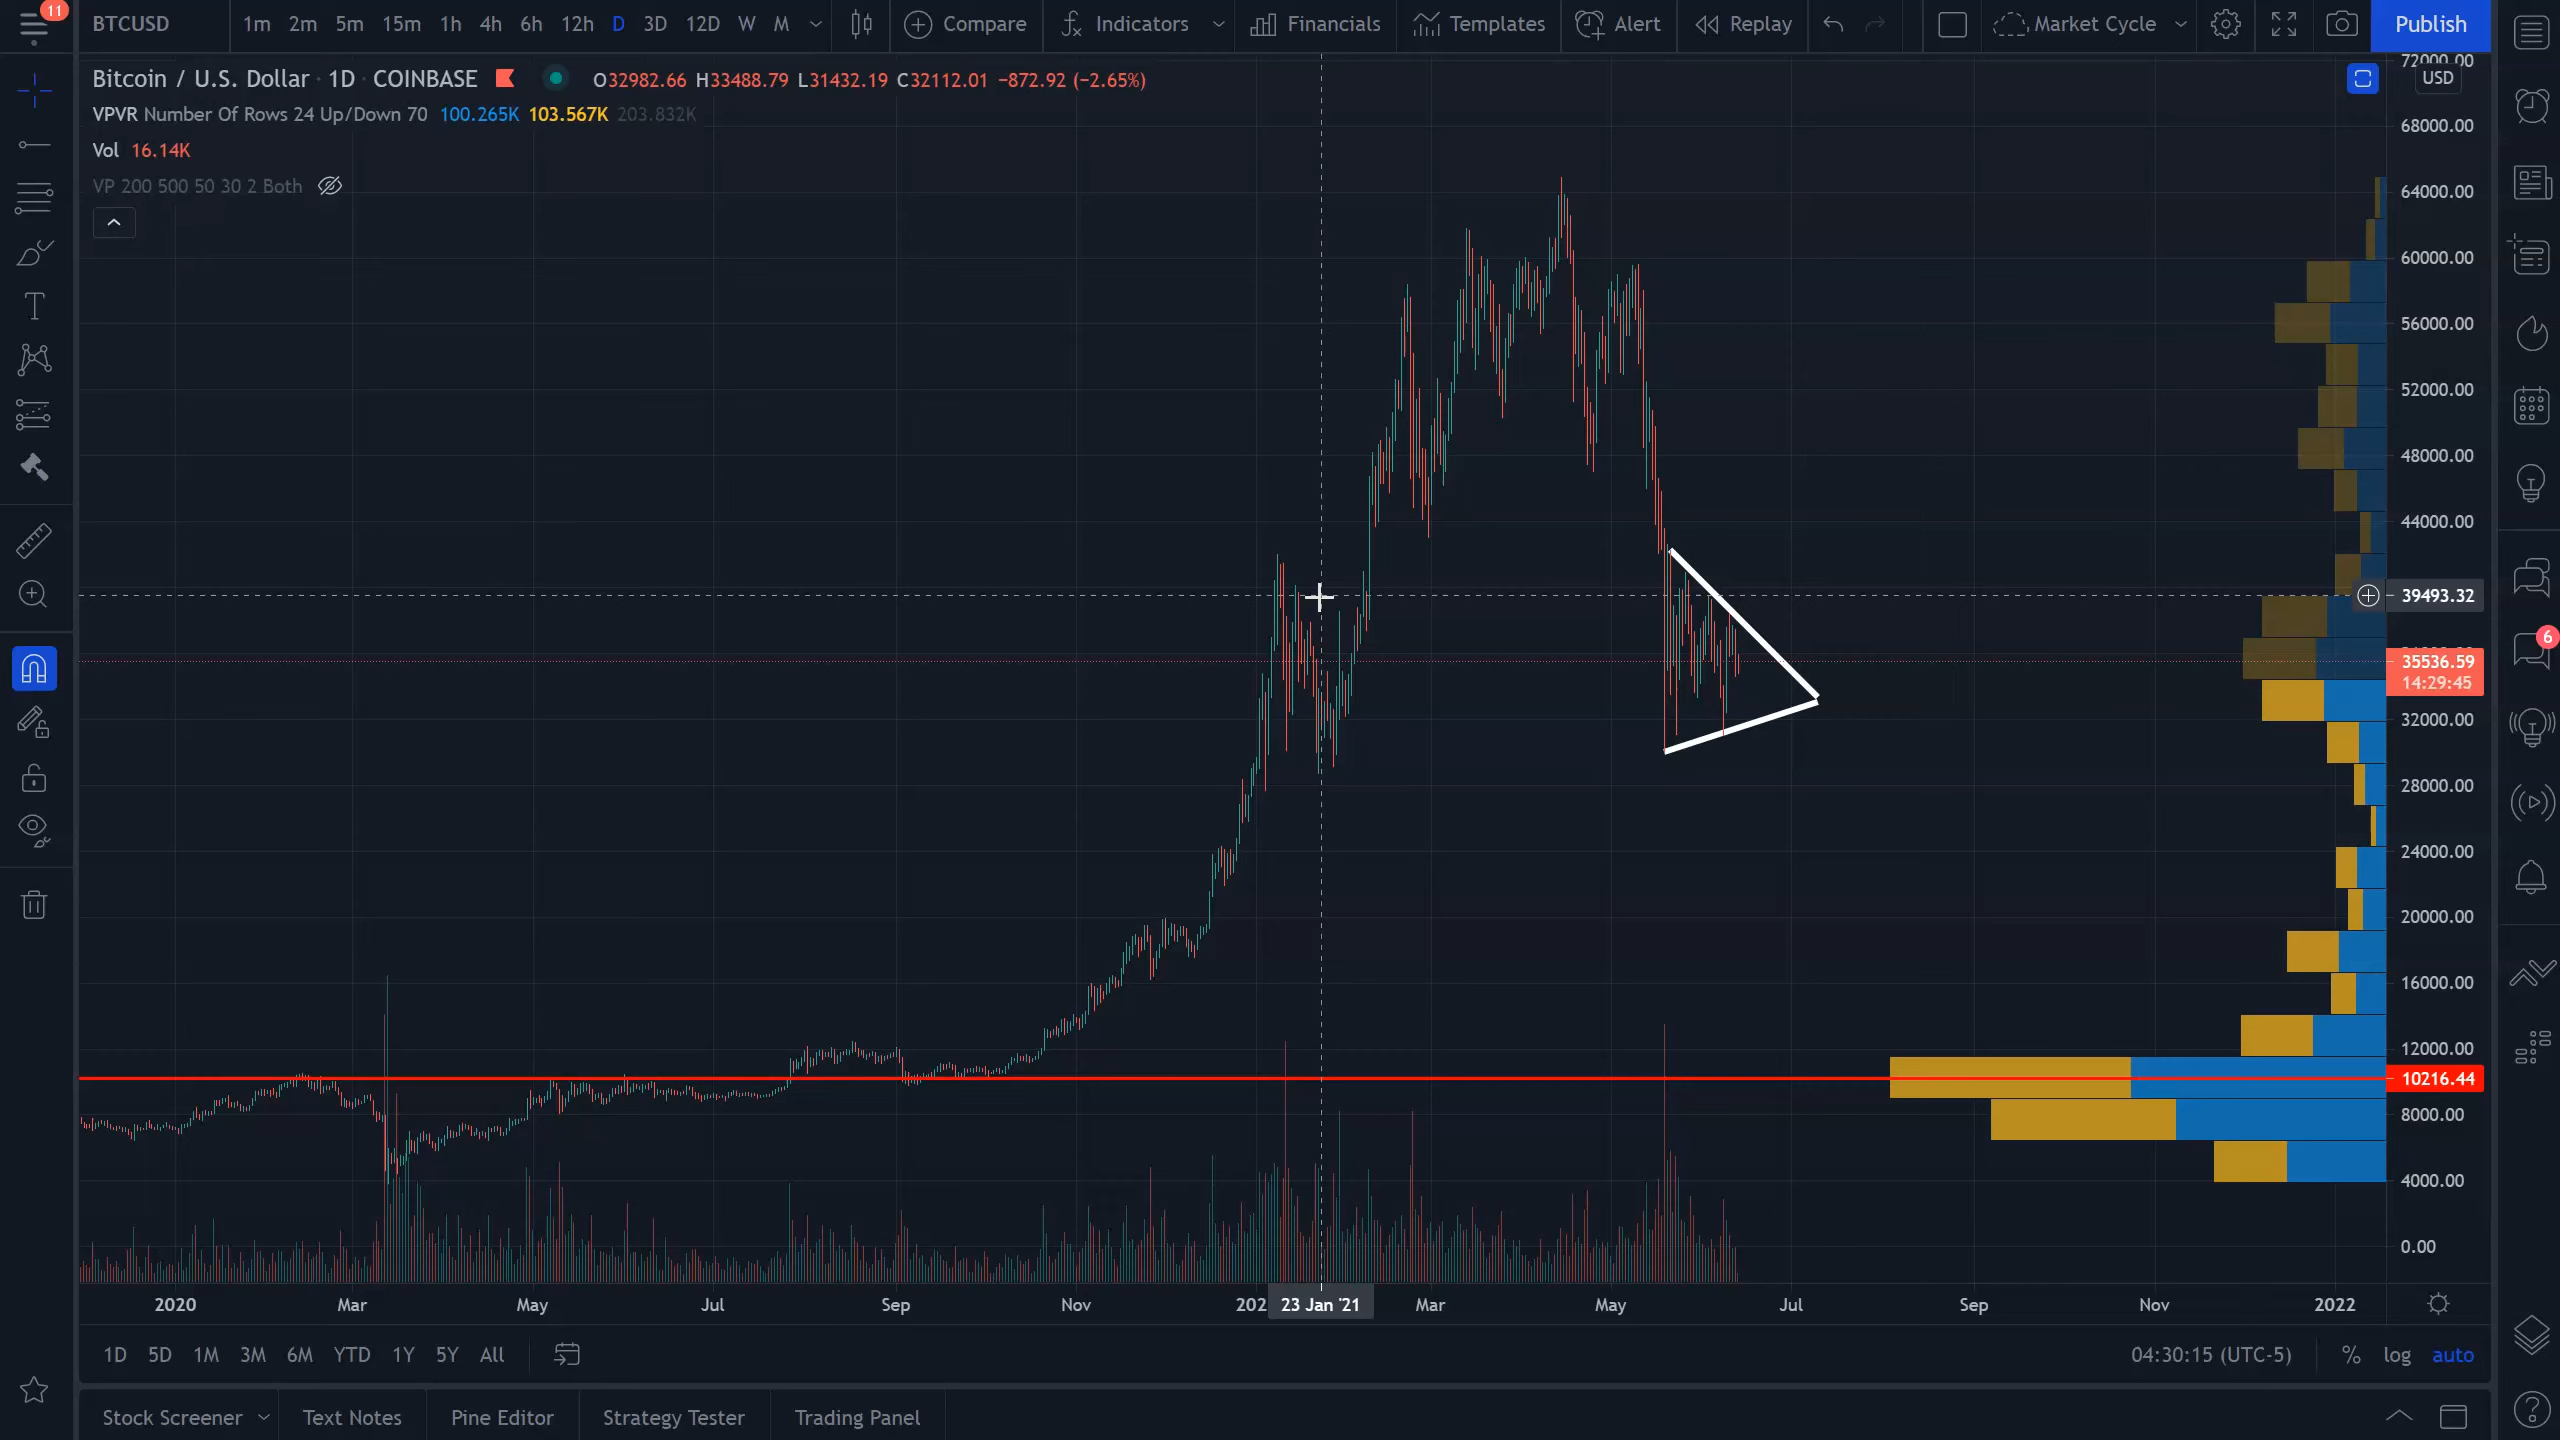 11
BTCUSD 1m 2m 5m 15m 1h 4h 6h 12h D 3D 12D W M Compare Indicators Financials Templates Alert Replay Market Cycle Publish
Bitcoin / U.S. Dollar · 1D · COINBASE O32982.66 H33488.79 L31432.19 C32112.01 −872.92 (−2.65%)
VPVR Number Of Rows 24 Up/Down 70 100.265K 103.567K 203.832K
Vol 16.14K
VP 200 500 50 30 2 Both
72000.00
USD
68000.00
64000.00
60000.00
56000.00
52000.00
48000.00
44000.00
39493.32
35536.59
14:29:45
32000.00
28000.00
24000.00
20000.00
16000.00
12000.00
10216.44
8000.00
4000.00
0.00
6
2020 Mar May Jul Sep Nov 202 23 Jan '21 Mar May Jul Sep Nov 2022
1D 5D 1M 3M 6M YTD 1Y 5Y All 04:30:15 (UTC-5) % log auto
Stock Screener Text Notes Pine Editor Strategy Tester Trading Panel